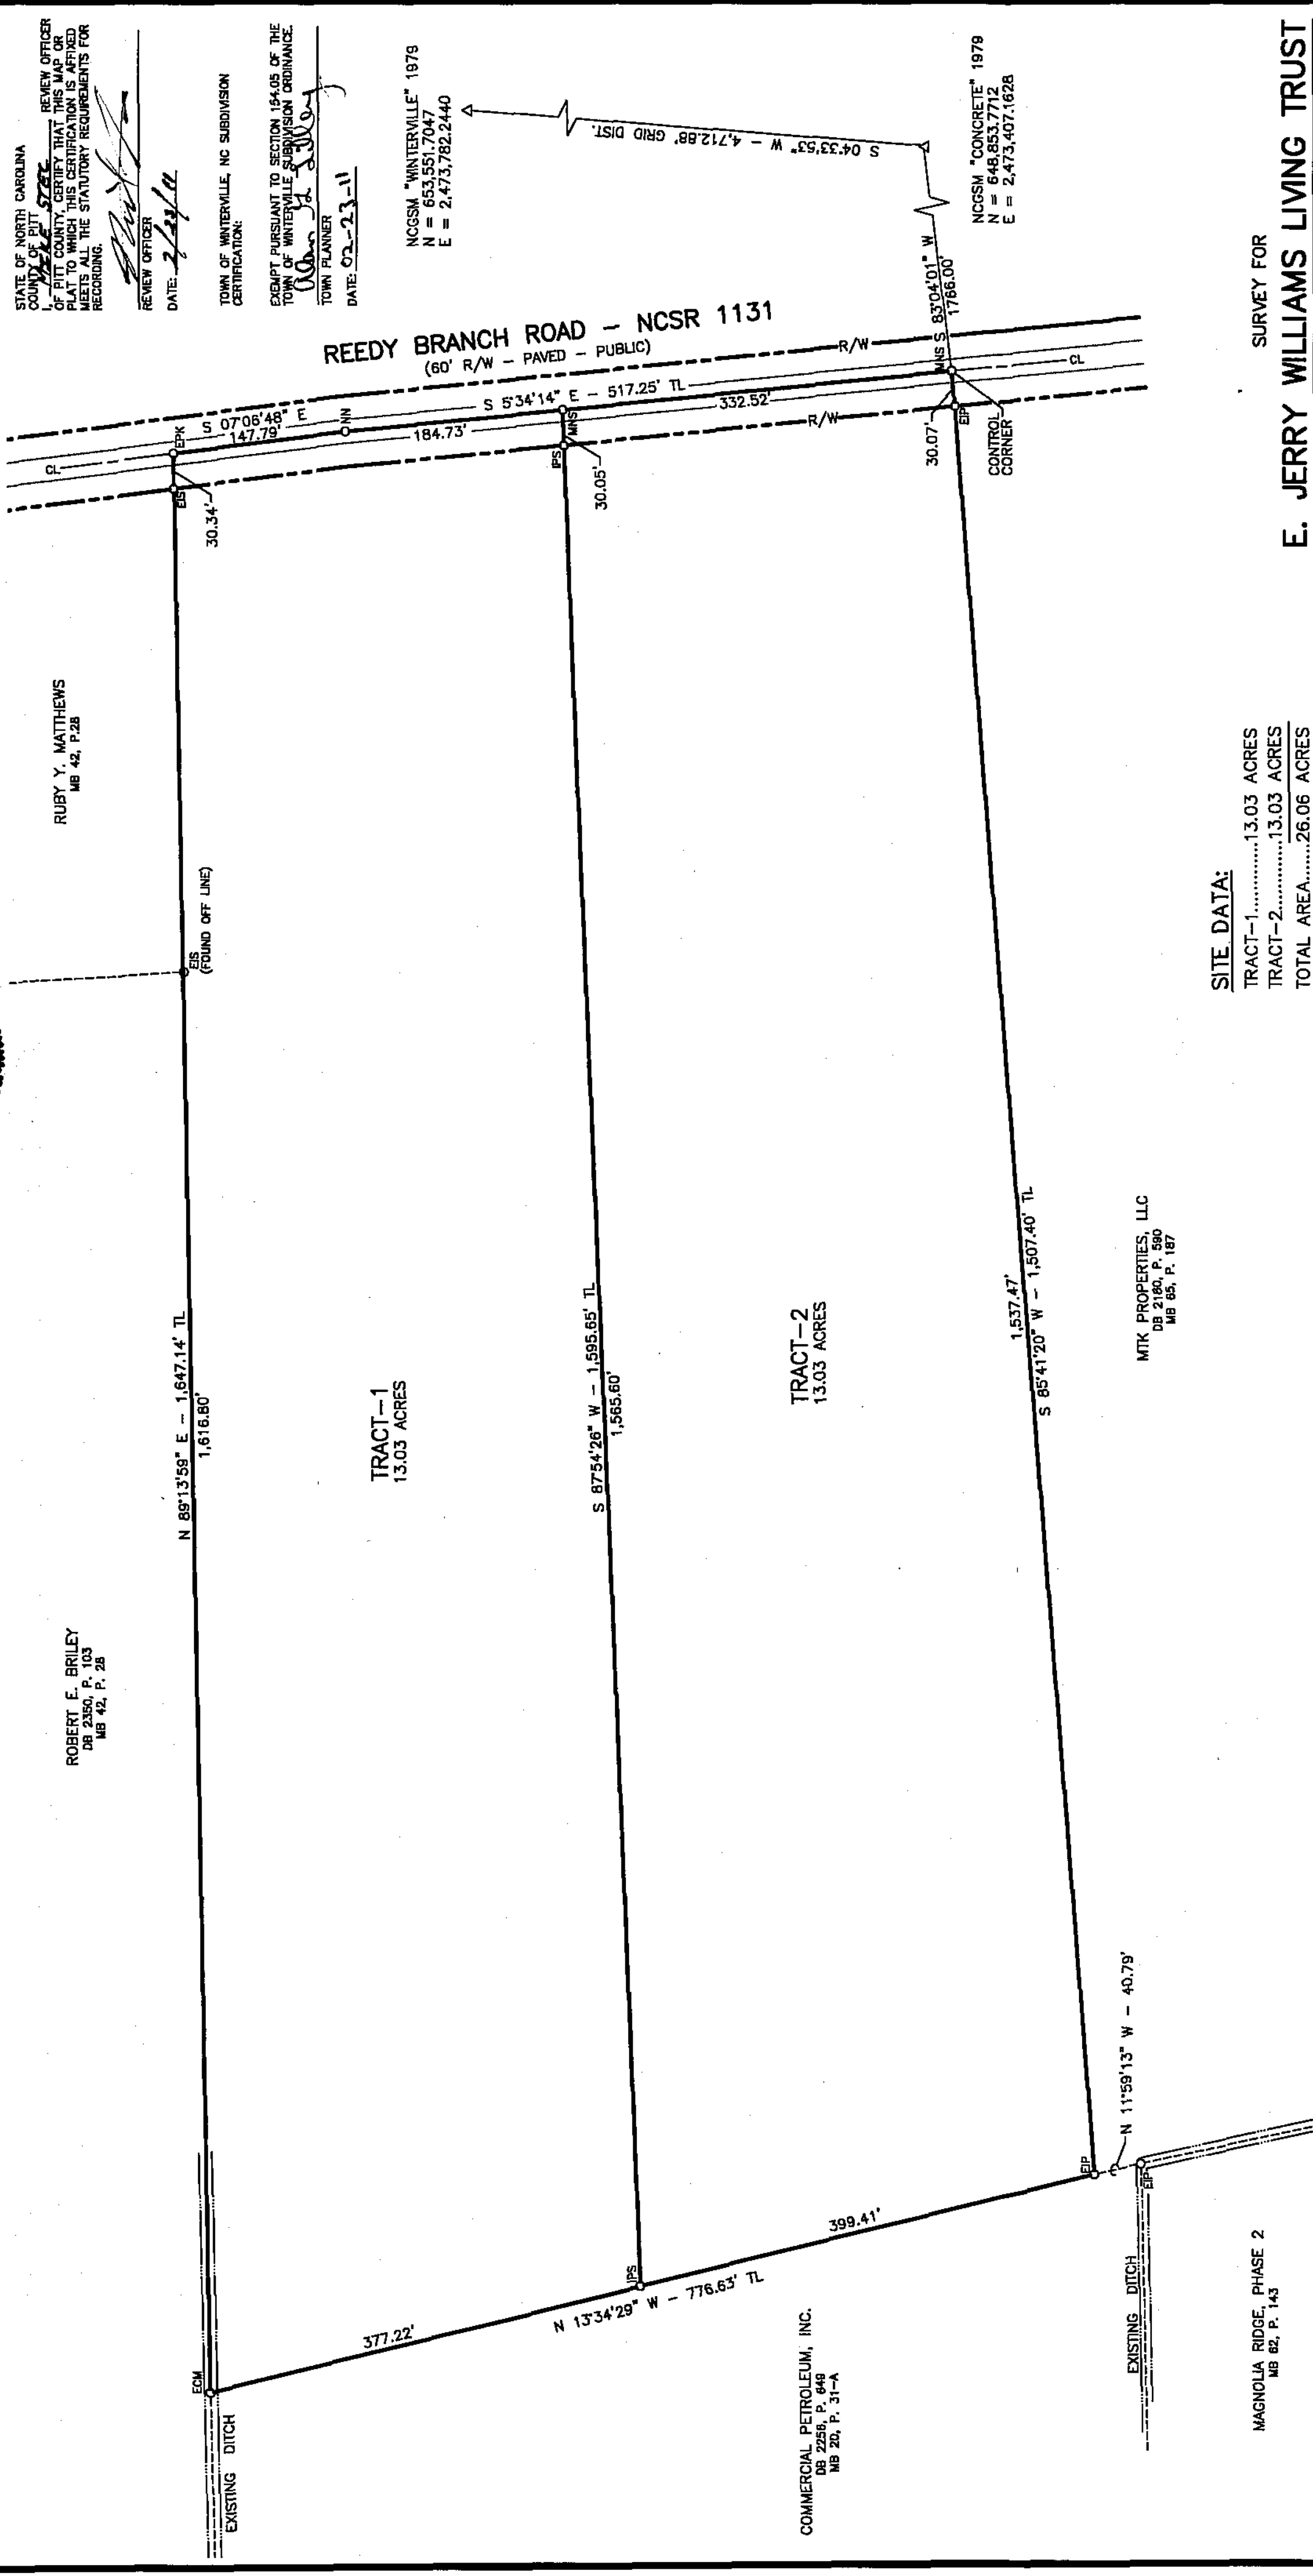 STATE OF NORTH CAROLINA
COUNTY OF PITT
I, MIKE STEC REVIEW OFFICER
OF PITT COUNTY, CERTIFY THAT THIS MAP OR
PLAT TO WHICH THIS CERTIFICATION IS AFFIXED
MEETS ALL THE STATUTORY REQUIREMENTS FOR
RECORDING.
REVIEW OFFICER
DATE: 2/23/11
TOWN OF WINTERVILLE, NC SUBDIVISION
CERTIFICATION:
EXEMPT PURSUANT TO SECTION 154.05 OF THE
TOWN OF WINTERVILLE SUBDIVISION ORDINANCE.
TOWN PLANNER
DATE: 02-23-11
NCGSM "WINTERVILLE" 1979
N = 653,551.7047
E = 2,473,782.2440
S 04°33'53" W - 4,712.88' GRID DIST.
NCGSM "CONCRETE" 1979
N = 648,853.7712
E = 2,473,407.1628
S 83°04'01" W
1766.00'
REEDY BRANCH ROAD - NCSR 1131
(60' R/W - PAVED - PUBLIC)
R/W
CL
EPK
S 07°06'48" E
147.79'
NN
S 5°34'14" E - 517.25' TL
184.73'
MNS
332.52'
R/W
MNS
CL
EIS
30.34'
IPS
30.05'
30.07'
EIP
CONTROL
CORNER
RUBY Y. MATTHEWS
MB 42, P.28
EIS
(FOUND OFF LINE)
N 89°13'59" E - 1,647.14' TL
1,616.80'
ROBERT E. BRILEY
DB 2350, P. 103
MB 42, P. 28
TRACT-1
13.03 ACRES
S 87°54'26" W - 1,595.65' TL
1,565.60'
TRACT-2
13.03 ACRES
1,537.47'
S 85°41'20" W - 1,507.40' TL
MTK PROPERTIES, LLC
DB 2180, P. 590
MB 65, P. 187
ECM
EXISTING DITCH
377.22'
IPS
N 13°34'29" W - 776.63' TL
399.41'
EIP
N 11°59'13" W - 40.79'
EIP
EXISTING DITCH
COMMERCIAL PETROLEUM, INC.
DB 2258, P. 649
MB 20, P. 31-A
MAGNOLIA RIDGE, PHASE 2
MB 62, P. 143
SITE DATA:
TRACT-1.............13.03 ACRES
TRACT-2.............13.03 ACRES
TOTAL AREA.......26.06 ACRES
SURVEY FOR
E. JERRY WILLIAMS LIVING TRUST